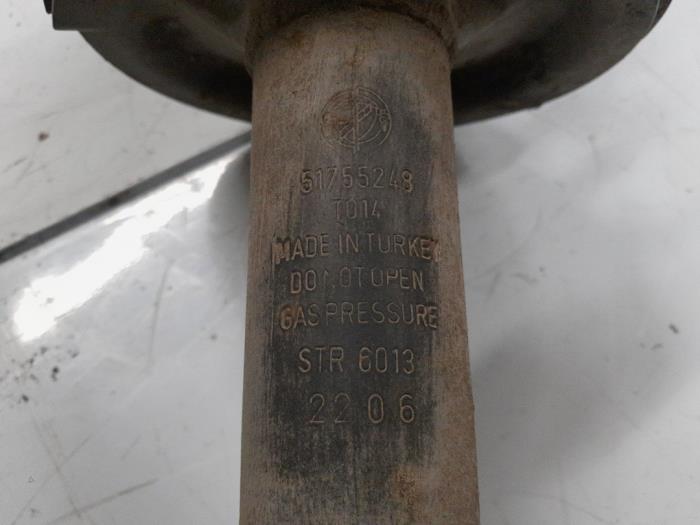 51755248
T014
MADE IN TURKEY
DO NOT OPEN
GAS PRESSURE
STR 6013
2206